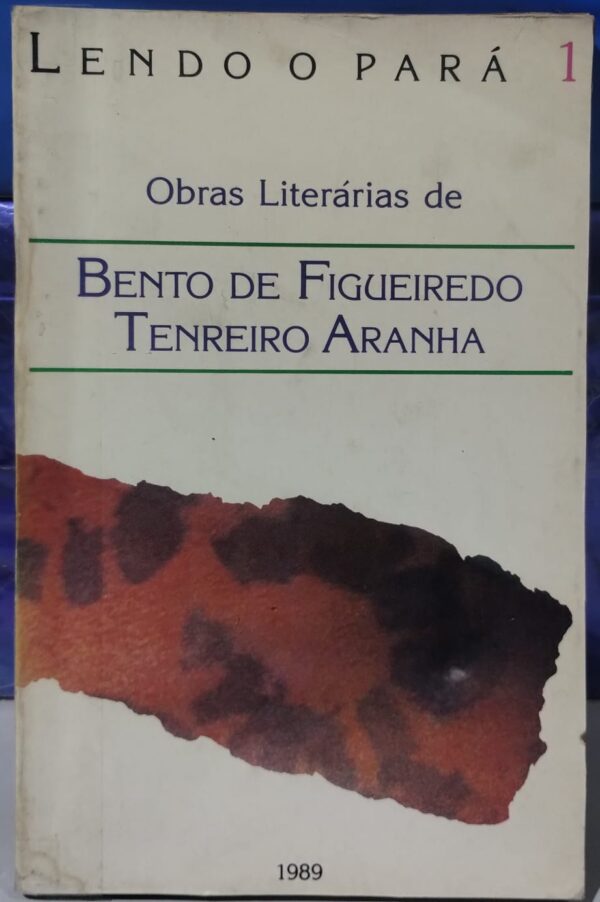 LENDO O PARÁ 1
Obras Literárias de
BENTO DE FIGUEIREDO
TENREIRO ARANHA
1989